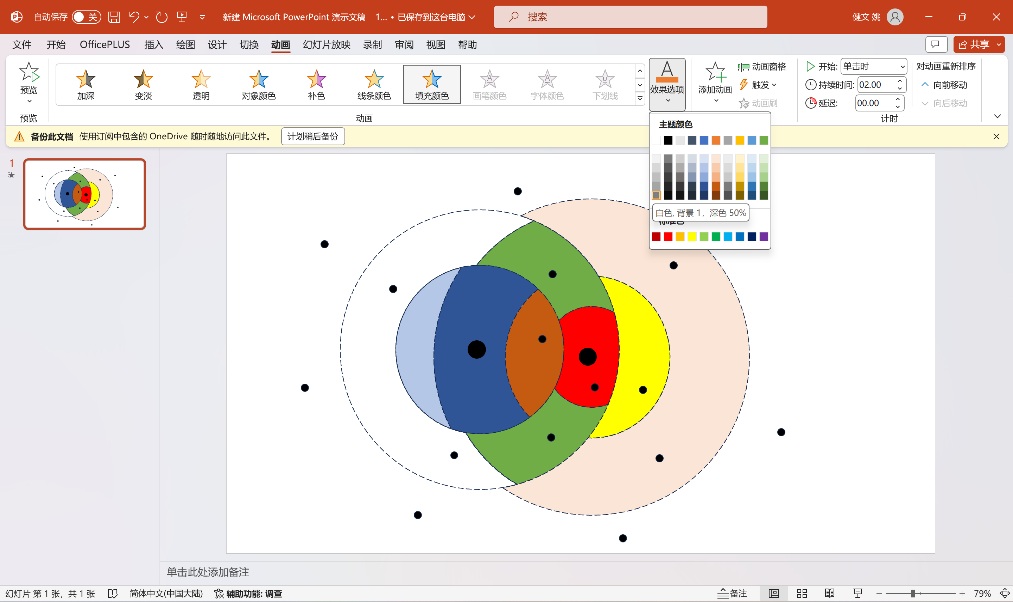 自动保存 关 新建 Microsoft PowerPoint 演示文稿 1... • 已保存到这台电脑 搜索 健文 姚
文件 开始 OfficePLUS 插入 绘图 设计 切换 动画 幻灯片放映 录制 审阅 视图 帮助 共享
预览 加深 变淡 透明 对象颜色 补色 线条颜色 填充颜色 画笔颜色 字体颜色 下划线 效果选项 添加动画 动画窗格 触发 动画刷 开始: 单击时 持续时间: 02.00 延迟: 00.00 对动画重新排序 向前移动 向后移动
预览 动画 计时
备份此文档 使用订阅中包含的 OneDrive 随时随地访问此文件。 计划稍后备份
主题颜色
白色, 背景 1, 深色 50%
1
单击此处添加备注
幻灯片 第 1 张、共 1 张 简体中文(中国大陆) 辅助功能: 调查 备注 79%